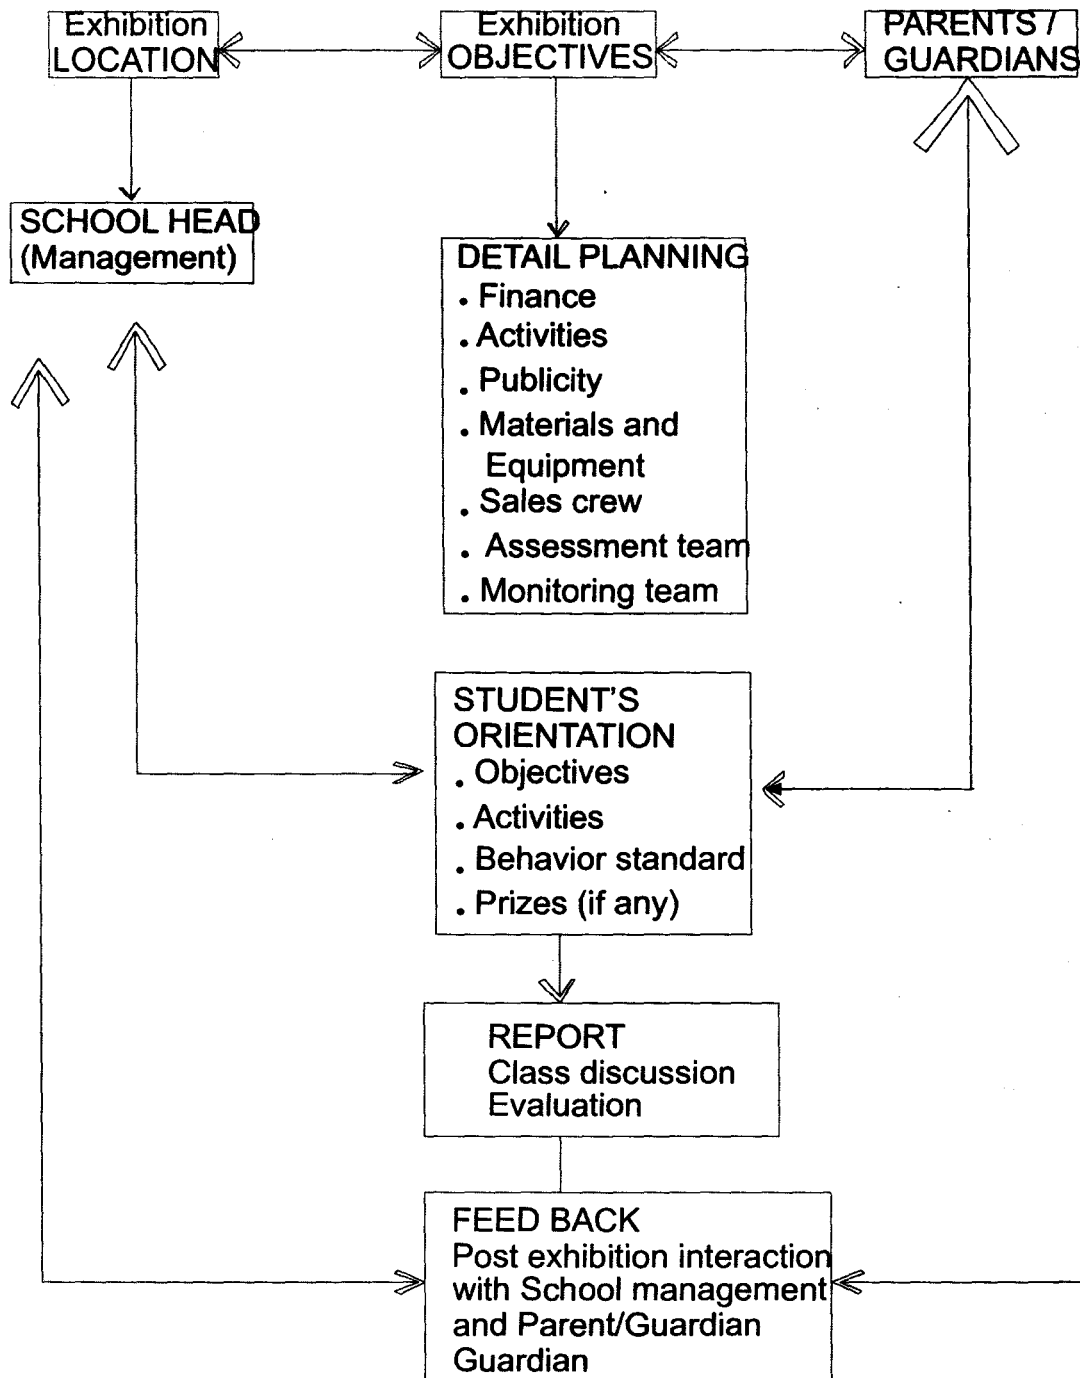 Exhibition
LOCATION
Exhibition
OBJECTIVES
PARENTS /
GUARDIANS
SCHOOL HEAD
(Management)
DETAIL PLANNING
. Finance
. Activities
. Publicity
. Materials and
Equipment
. Sales crew
. Assessment team
. Monitoring team
STUDENT'S
ORIENTATION
. Objectives
. Activities
. Behavior standard
. Prizes (if any)
REPORT
Class discussion
Evaluation
FEED BACK
Post exhibition interaction
with School management
and Parent/Guardian
Guardian